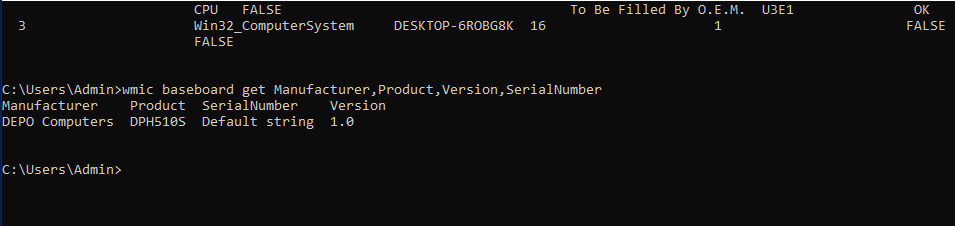 CPU FALSE To Be Filled By O.E.M. U3E1 OK
3 Win32_ComputerSystem DESKTOP-6ROBG8K 16 1 FALSE
FALSE
C:\Users\Admin>wmic baseboard get Manufacturer,Product,Version,SerialNumber
Manufacturer Product SerialNumber Version
DEPO Computers DPH510S Default string 1.0
C:\Users\Admin>